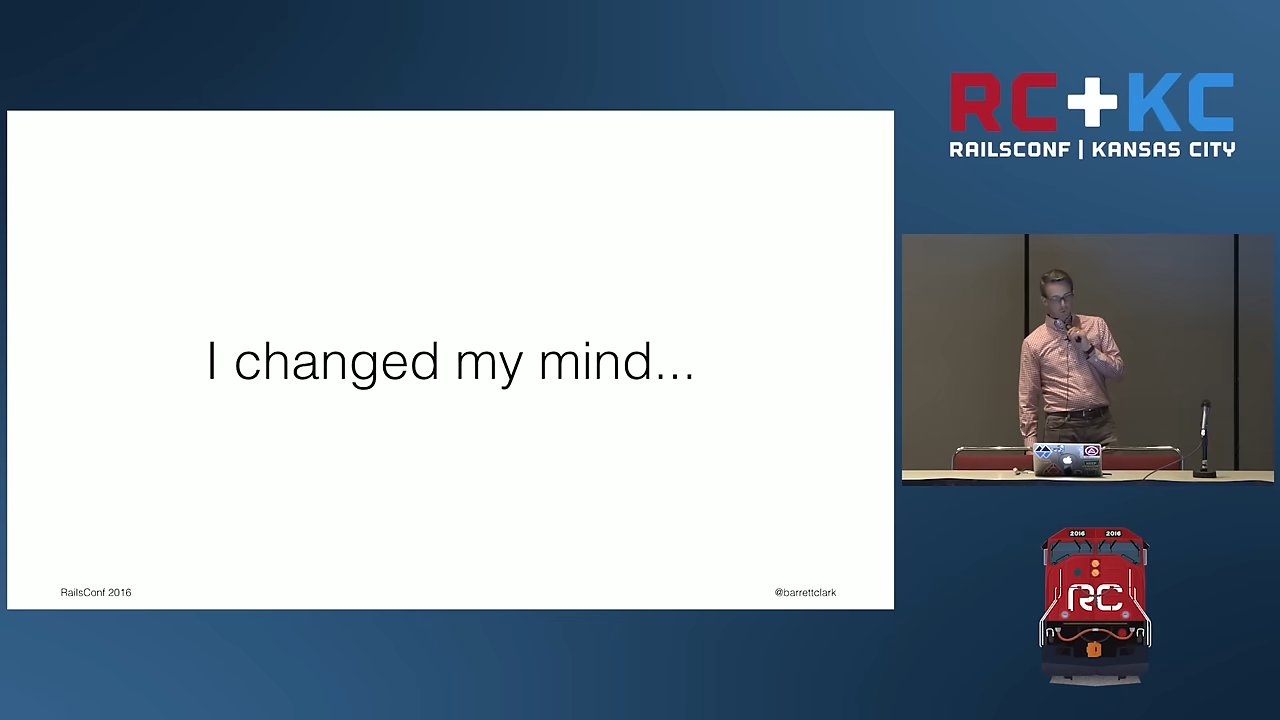 RC+KC
RAILSCONF | KANSAS CITY
I changed my mind...
RailsConf 2016
@barrettclark
2016 2016
RC